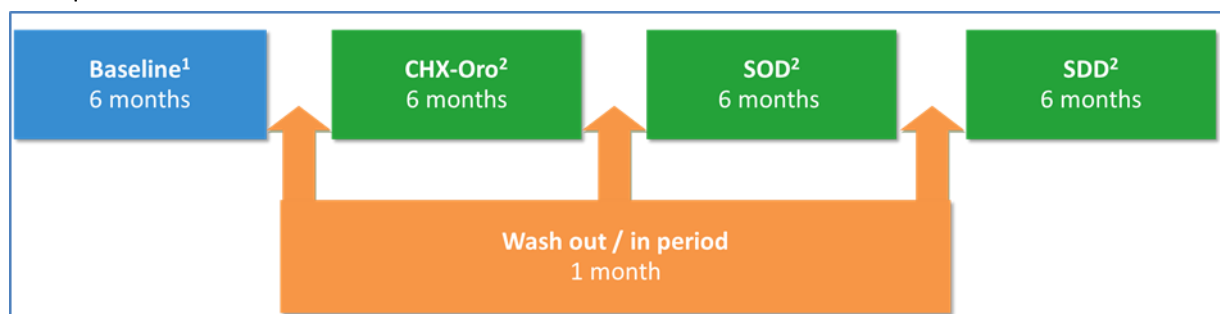 Baseline¹
6 months
CHX-Oro²
6 months
SOD²
6 months
SDD²
6 months
Wash out / in period
1 month